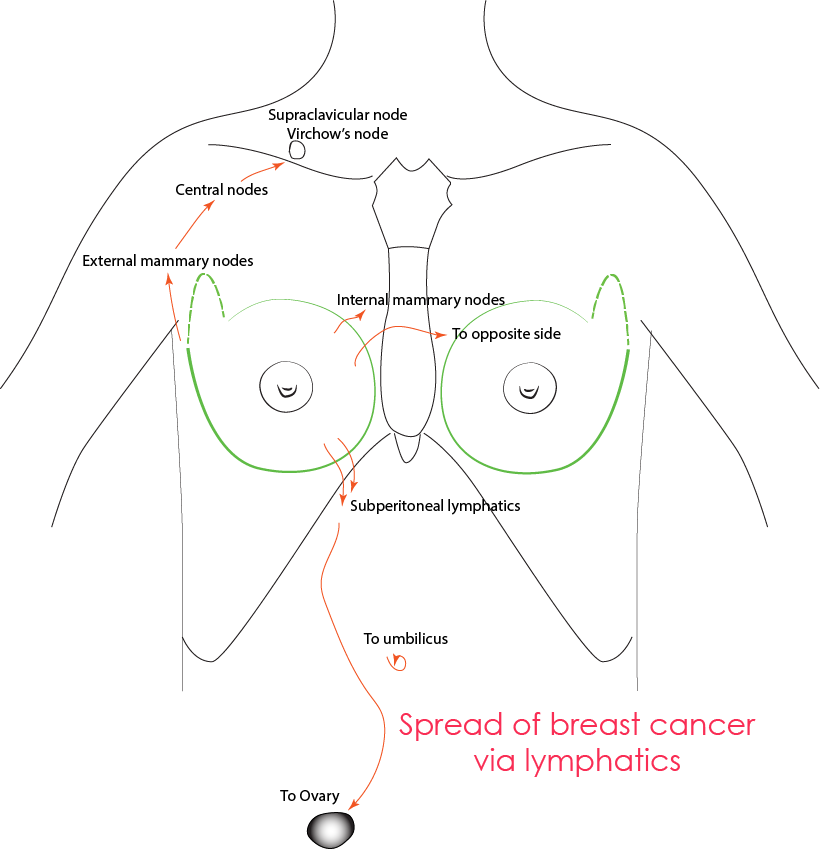 Supraclavicular node
Virchow's node
Central nodes
External mammary nodes
Internal mammary nodes
To opposite side
Subperitoneal lymphatics
To umbilicus
Spread of breast cancer
via lymphatics
To Ovary